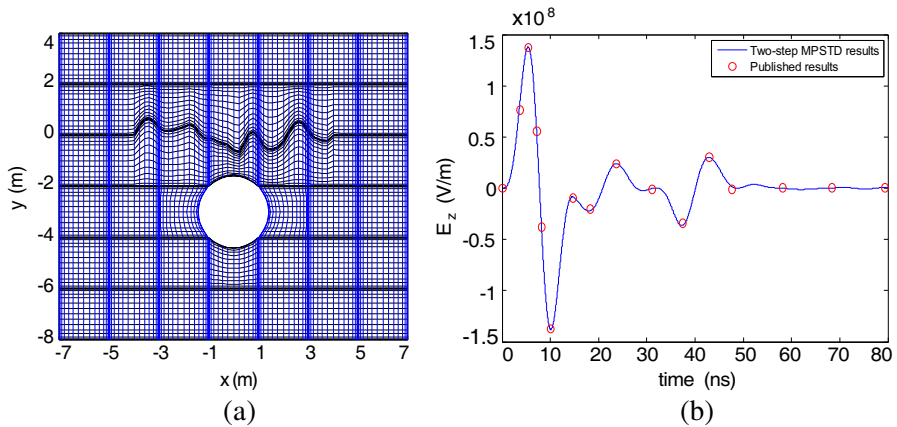 (a)
4
2
0
-2
-4
-6
-8
y (m)
-7 -5 -3 -1 1 3 5 7
x (m)
(a)
(b)
x10^8
1.5
1
0.5
0
-0.5
-1
-1.5
E_z (V/m)
Two-step MPSTD results
Published results
0 10 20 30 40 50 60 70 80
time (ns)
(b)